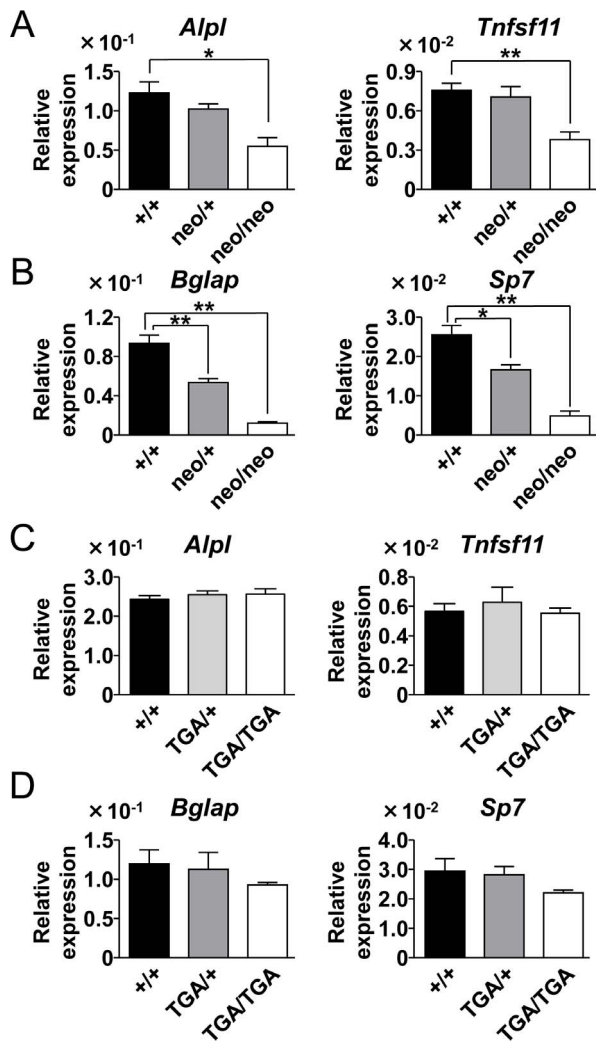 A
Alpl
Tnfsf11
× 10⁻¹
× 10⁻²
Relative expression
1.5
1.0
0.5
0
*
+/+
neo/+
neo/neo
Relative expression
0.9
0.6
0.3
0
**
+/+
neo/+
neo/neo
B
Bglap
Sp7
× 10⁻¹
× 10⁻²
Relative expression
1.2
0.8
0.4
0
**
**
+/+
neo/+
neo/neo
Relative expression
3.0
2.0
1.0
0
**
*
+/+
neo/+
neo/neo
C
Alpl
Tnfsf11
× 10⁻¹
× 10⁻²
Relative expression
3.0
2.0
1.0
0
+/+
TGA/+
TGA/TGA
Relative expression
0.8
0.6
0.4
0.2
0
+/+
TGA/+
TGA/TGA
D
Bglap
Sp7
× 10⁻¹
× 10⁻²
Relative expression
1.5
1.0
0.5
0
+/+
TGA/+
TGA/TGA
Relative expression
4.0
3.0
2.0
0
+/+
TGA/+
TGA/TGA